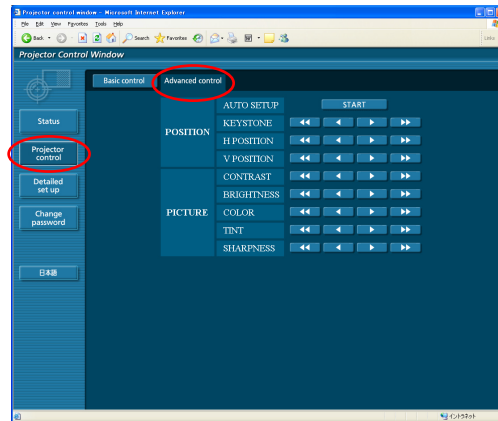 Projector control window - Microsoft Internet Explorer
File Edit View Favorites Tools Help
Back Search Favorites Links
Projector Control Window
Basic control Advanced control
Status
Projector
control
Detailed
set up
Change
password
日本語
POSITION
AUTO SETUP START
KEYSTONE
H POSITION
V POSITION
PICTURE
CONTRAST
BRIGHTNESS
COLOR
TINT
SHARPNESS
イントラネット